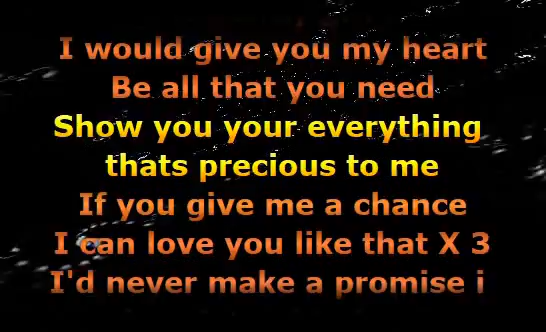 I would give you my heart
Be all that you need
Show you your everything
thats precious to me
If you give me a chance
I can love you like that X 3
I'd never make a promise i